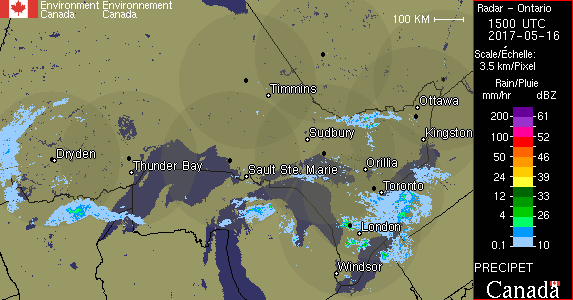 Environment Environnement
Canada Canada
100 KM
Timmins
Ottawa
Sudbury
Kingston
Dryden
Thunder Bay
Sault Ste. Marie
Orillia
Toronto
London
Windsor
Radar - Ontario
1500 UTC
2017-05-16
Scale/Échelle:
3.5 km/Pixel
Rain/Pluie
mm/hr dBZ
200 61
100 52
50 46
24 39
12 33
4 26
0.1 10
PRECIPET
Canada